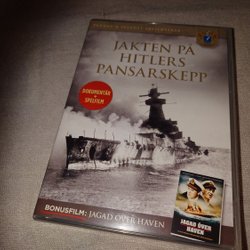 JAKTEN PÅ
HITLERS
PANSARSKEPP
DOKUMENTÄR
+
SPELFILM
BONUSFILM: JAGAD ÖVER HAVEN
JAGAD ÖVER
HAVEN